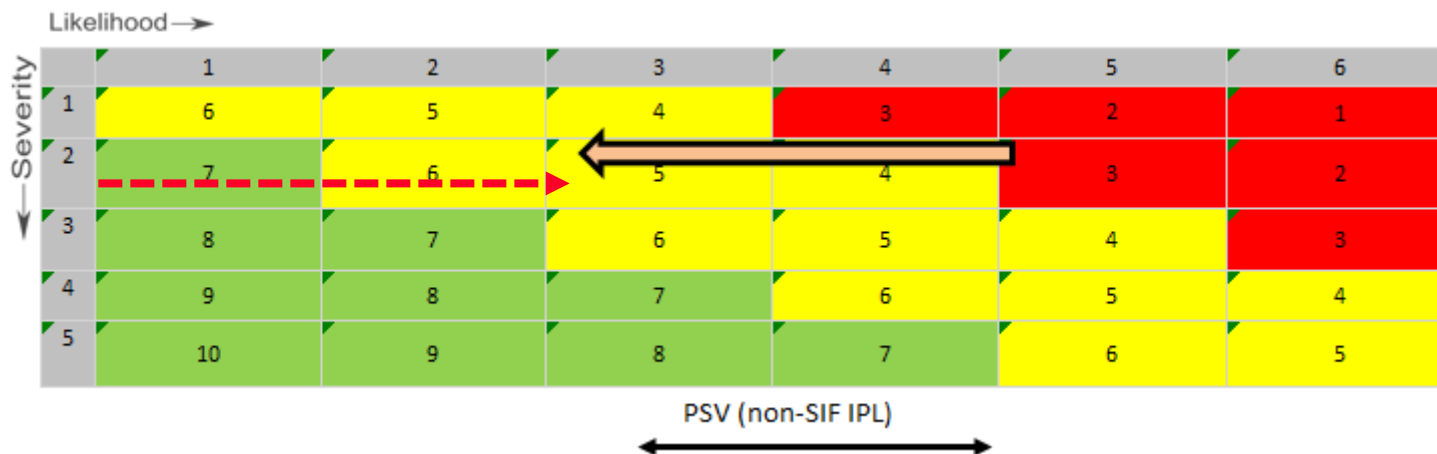 Likelihood
Severity
1 2 3 4 5 6
1 6 5 4 3 2 1
2 7 6 5 4 3 2
3 8 7 6 5 4 3
4 9 8 7 6 5 4
5 10 9 8 7 6 5
PSV (non-SIF IPL)